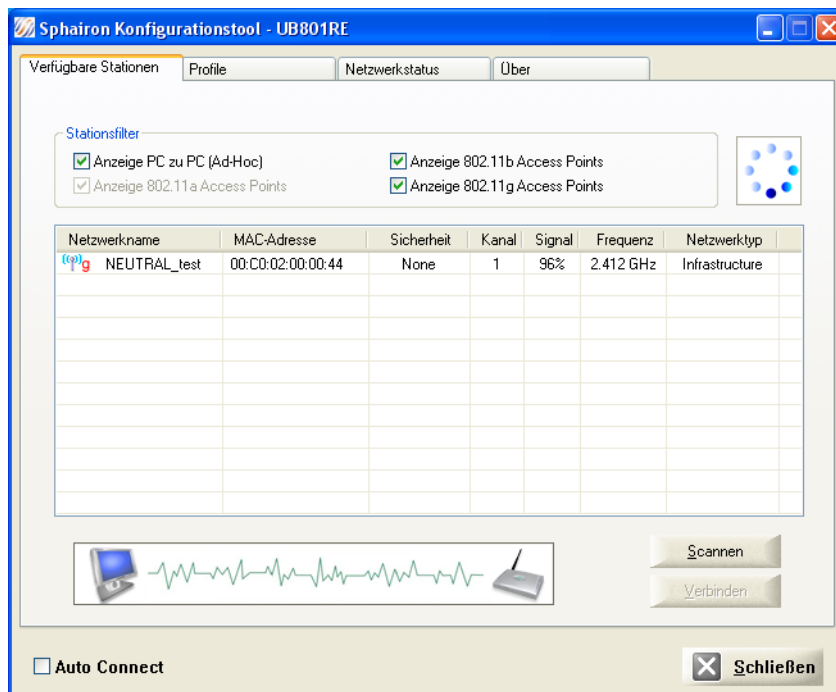 Sphairon Konfigurationstool - UB801RE
Verfügbare Stationen Profile Netzwerkstatus Über
Stationsfilter
Anzeige PC zu PC (Ad-Hoc) Anzeige 802.11b Access Points
Anzeige 802.11a Access Points Anzeige 802.11g Access Points
Netzwerkname MAC-Adresse Sicherheit Kanal Signal Frequenz Netzwerktyp
g NEUTRAL_test 00:C0:02:00:00:44 None 1 96% 2.412 GHz Infrastructure
Scannen
Verbinden
Auto Connect Schließen